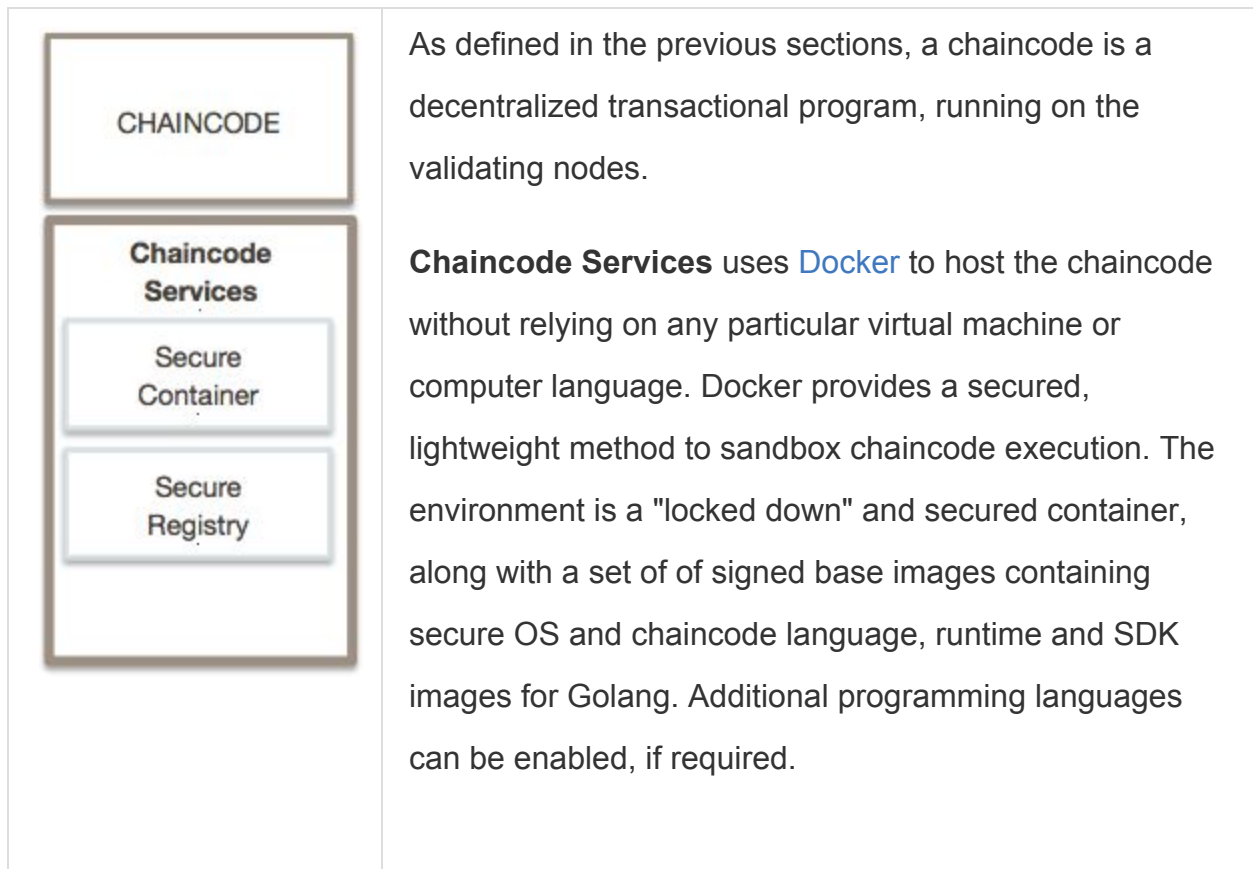 CHAINCODE
Chaincode
Services
Secure
Container
Secure
Registry
As defined in the previous sections, a chaincode is a
decentralized transactional program, running on the
validating nodes.
Chaincode Services uses Docker to host the chaincode
without relying on any particular virtual machine or
computer language. Docker provides a secured,
lightweight method to sandbox chaincode execution. The
environment is a "locked down" and secured container,
along with a set of of signed base images containing
secure OS and chaincode language, runtime and SDK
images for Golang. Additional programming languages
can be enabled, if required.